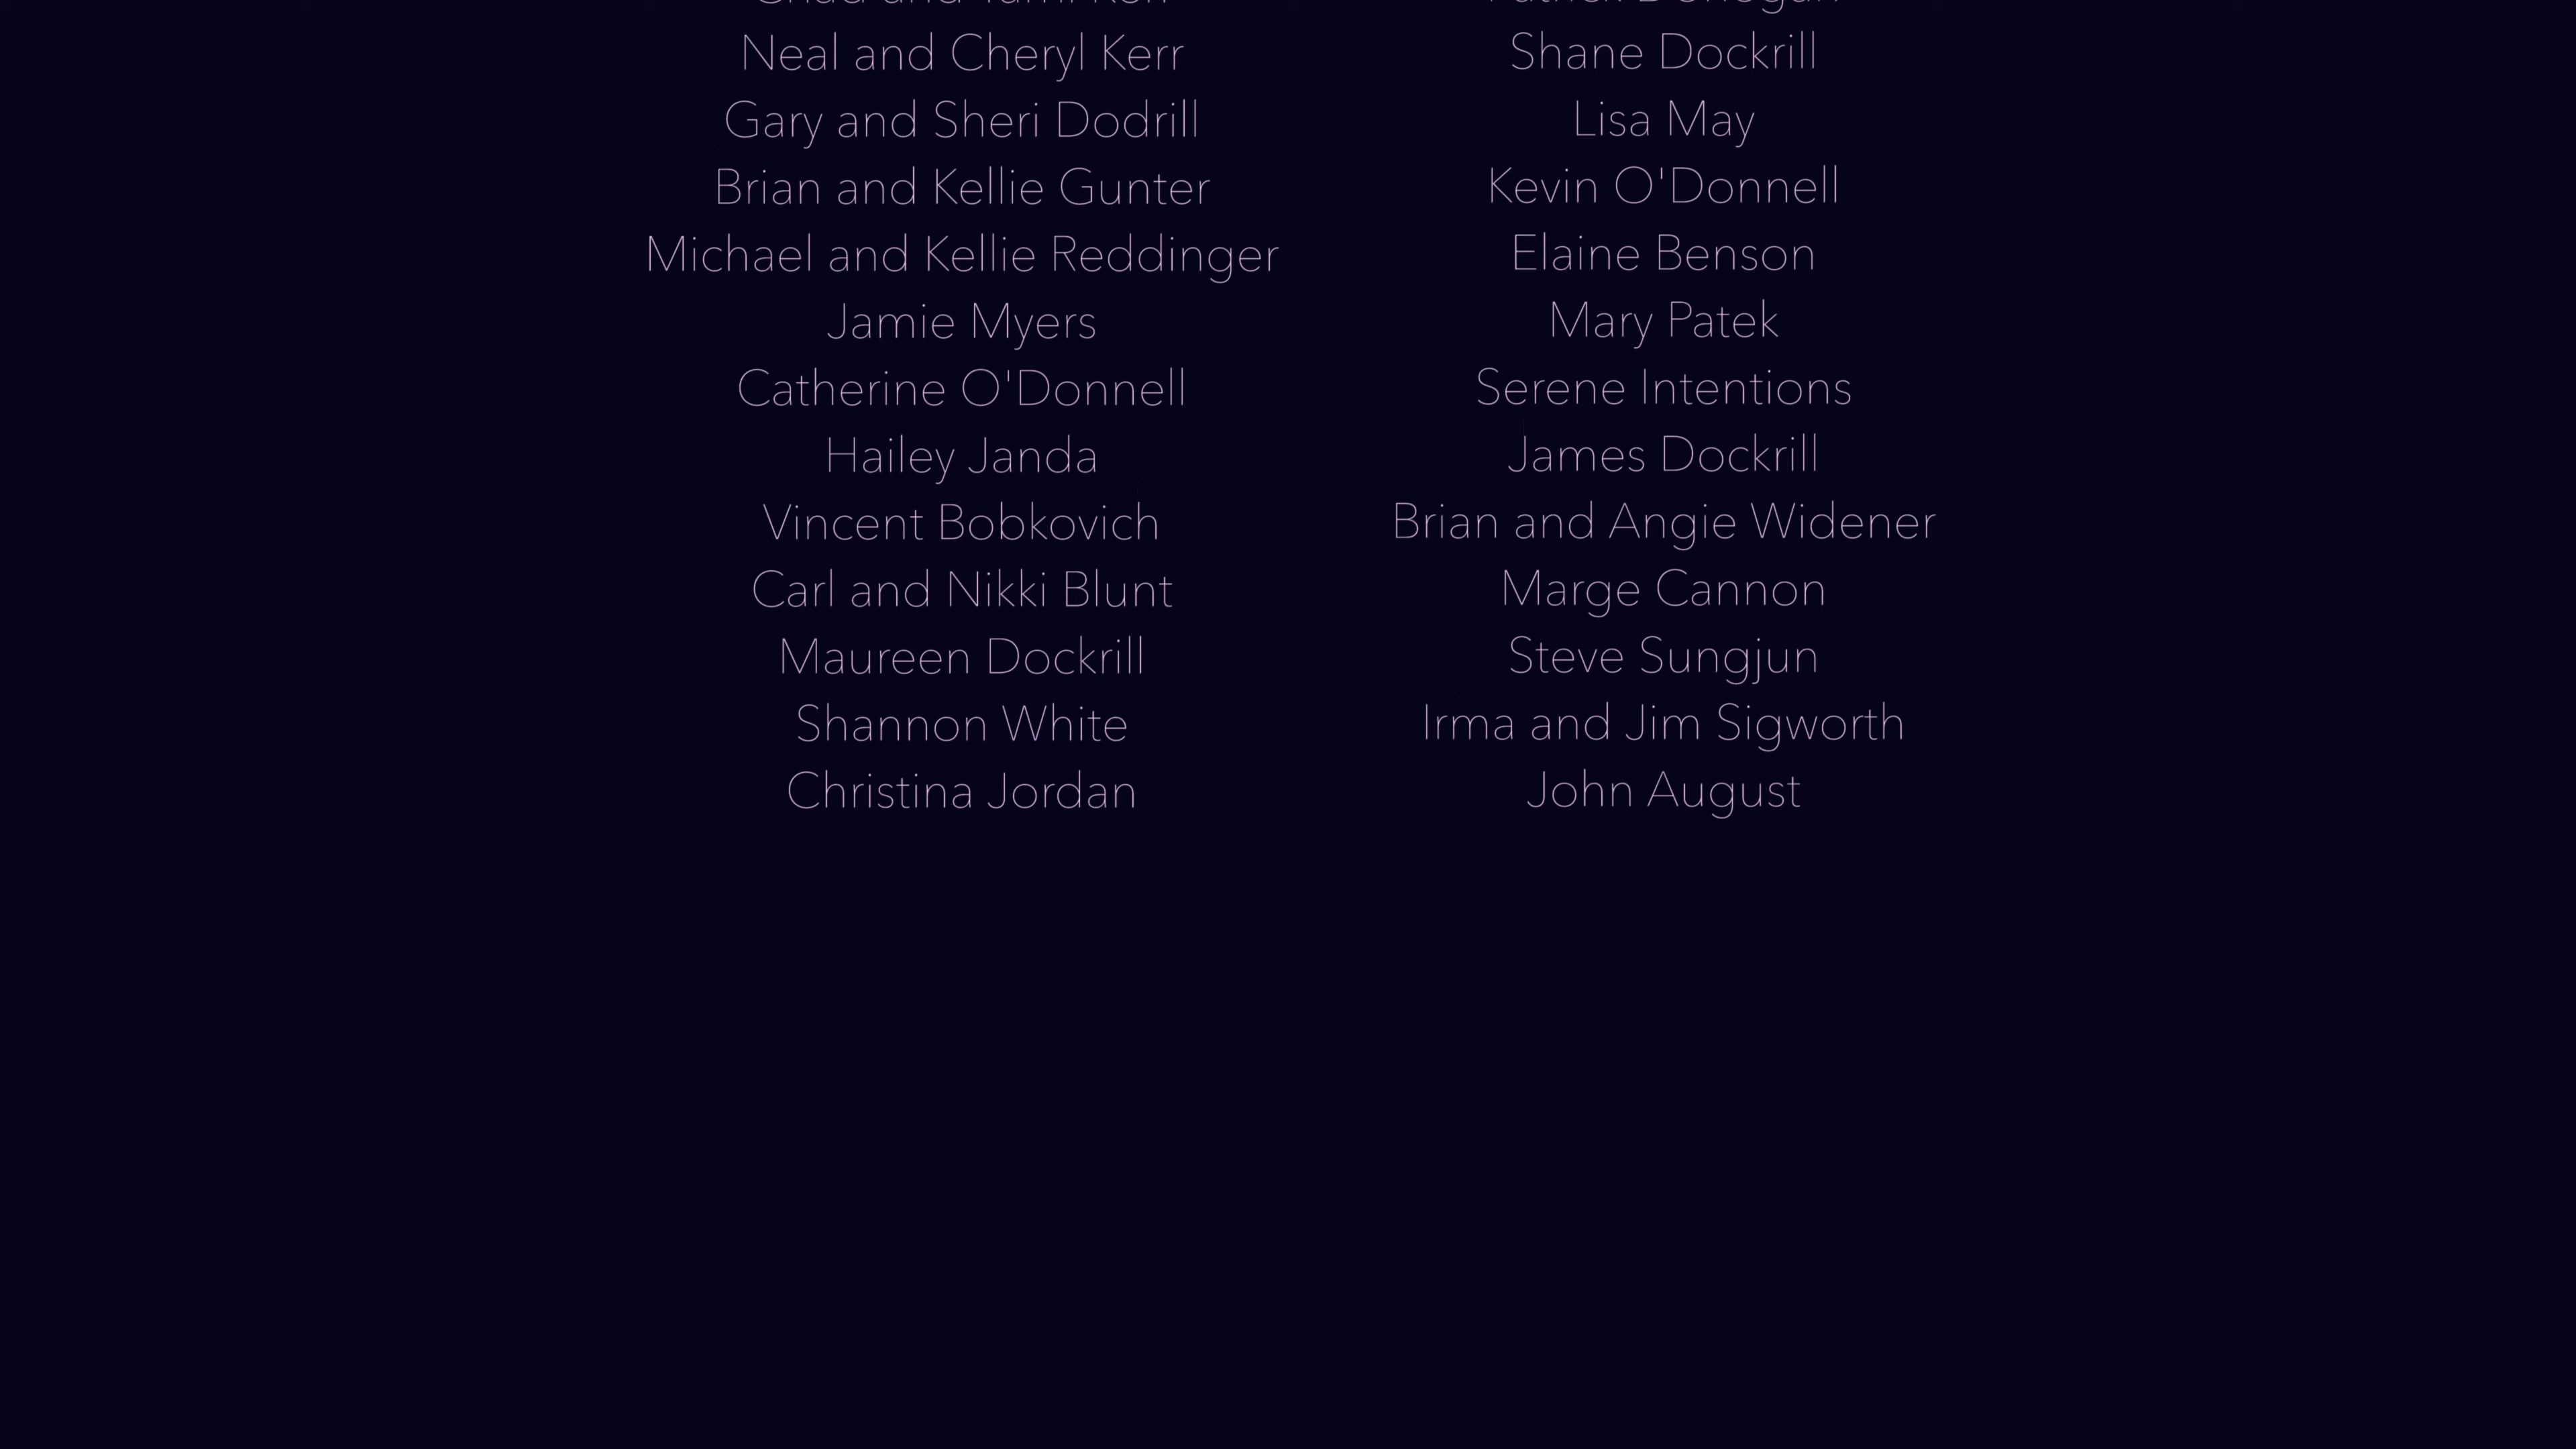 Neal and Cheryl Kerr
Gary and Sheri Dodrill
Brian and Kellie Gunter
Michael and Kellie Reddinger
Jamie Myers
Catherine O'Donnell
Hailey Janda
Vincent Bobkovich
Carl and Nikki Blunt
Maureen Dockrill
Shannon White
Christina Jordan
Shane Dockrill
Lisa May
Kevin O'Donnell
Elaine Benson
Mary Patek
Serene Intentions
James Dockrill
Brian and Angie Widener
Marge Cannon
Steve Sungjun
Irma and Jim Sigworth
John August